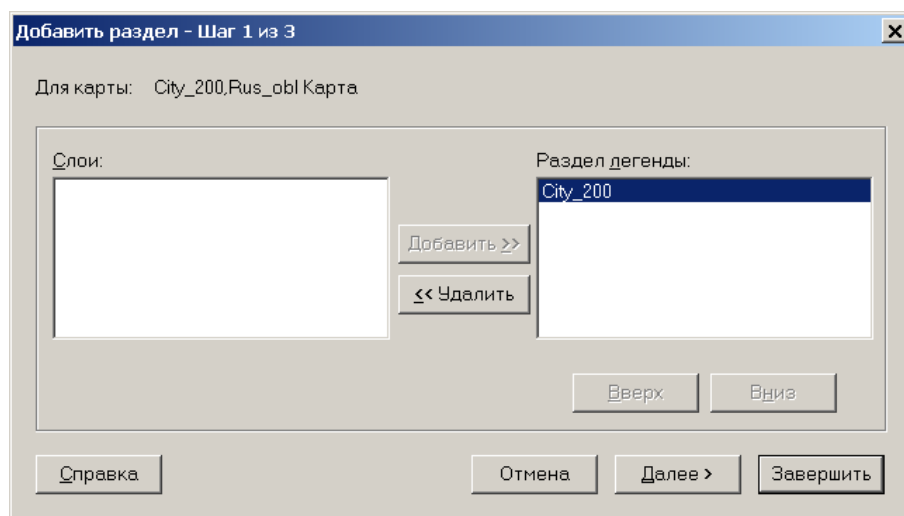 Добавить раздел - Шаг 1 из 3
Для карты: City_200,Rus_obl Карта
Слои:
Раздел легенды:
City_200
Добавить >>
<< Удалить
Вверх
Вниз
Справка
Отмена
Далее >
Завершить